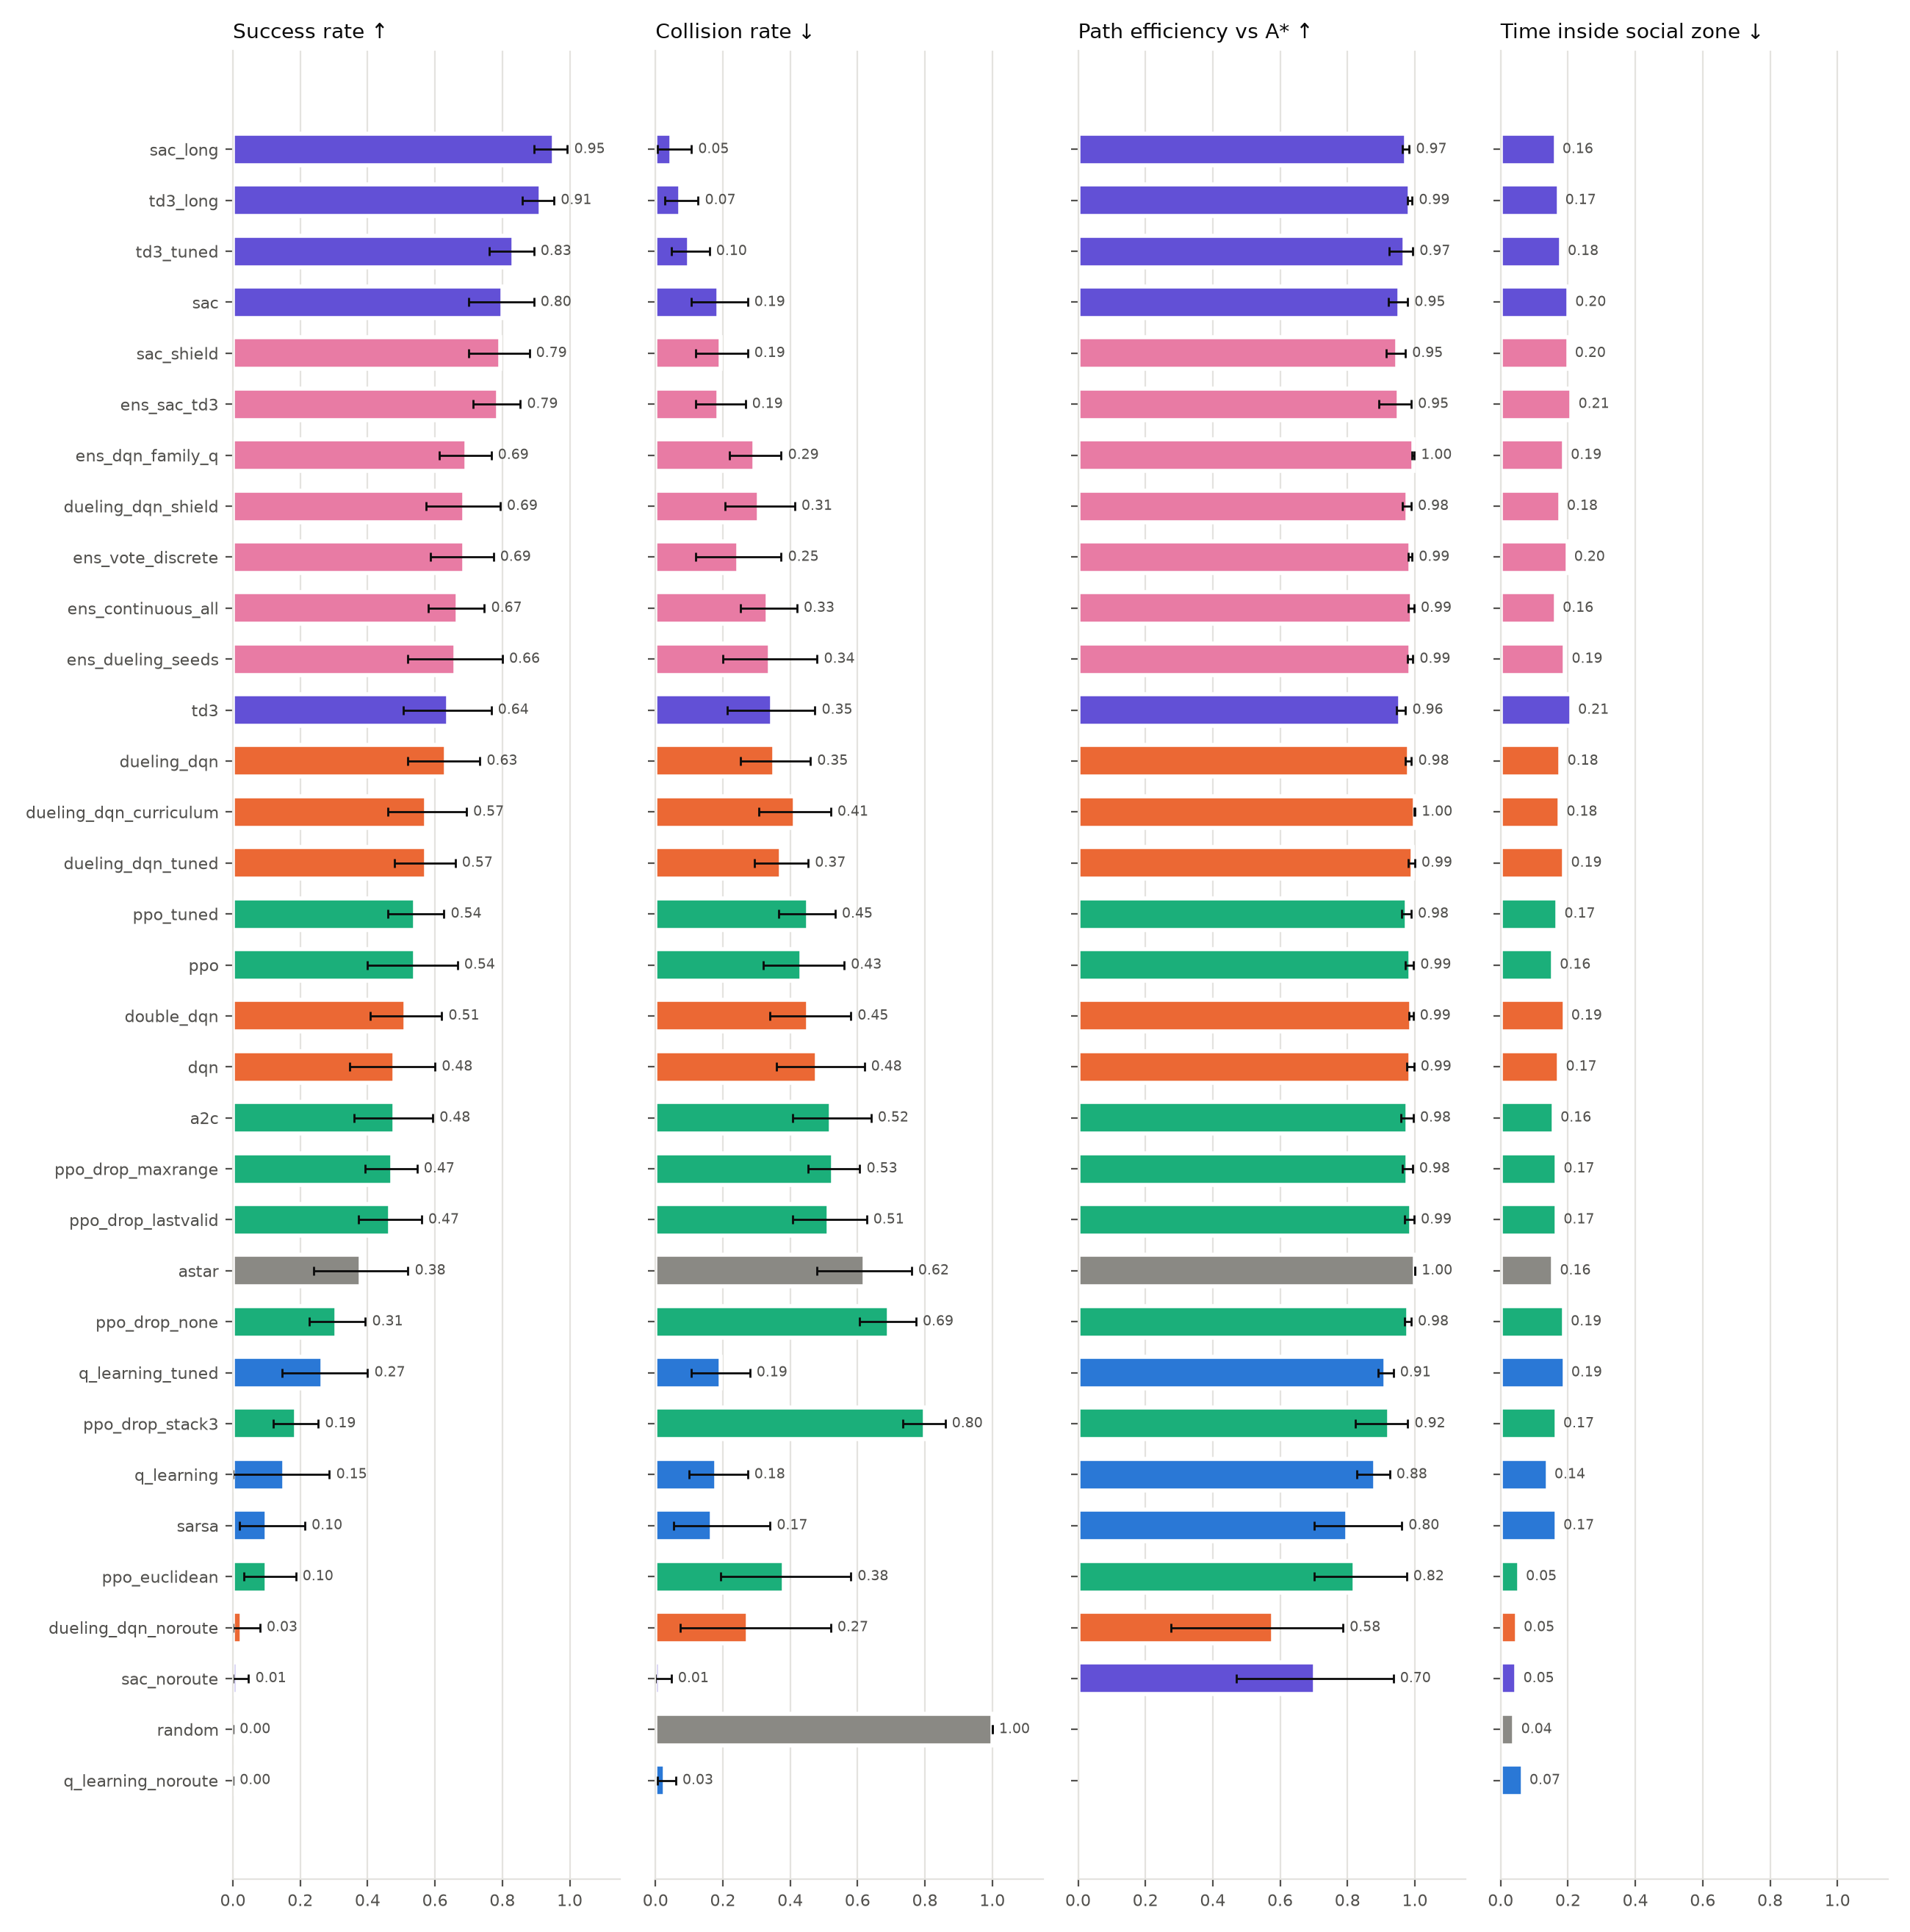 Success rate ↑ Collision rate ↓ Path efficiency vs A* ↑ Time inside social zone ↓
sac_long 0.95 0.05 0.97 0.16
td3_long 0.91 0.07 0.99 0.17
td3_tuned 0.83 0.10 0.97 0.18
sac 0.80 0.19 0.95 0.20
sac_shield 0.79 0.19 0.95 0.20
ens_sac_td3 0.79 0.19 0.95 0.21
ens_dqn_family_q 0.69 0.29 1.00 0.19
dueling_dqn_shield 0.69 0.31 0.98 0.18
ens_vote_discrete 0.69 0.25 0.99 0.20
ens_continuous_all 0.67 0.33 0.99 0.16
ens_dueling_seeds 0.66 0.34 0.99 0.19
td3 0.64 0.35 0.96 0.21
dueling_dqn 0.63 0.35 0.98 0.18
dueling_dqn_curriculum 0.57 0.41 1.00 0.18
dueling_dqn_tuned 0.57 0.37 0.99 0.19
ppo_tuned 0.54 0.45 0.98 0.17
ppo 0.54 0.43 0.99 0.16
double_dqn 0.51 0.45 0.99 0.19
dqn 0.48 0.48 0.99 0.17
a2c 0.48 0.52 0.98 0.16
ppo_drop_maxrange 0.47 0.53 0.98 0.17
ppo_drop_lastvalid 0.47 0.51 0.99 0.17
astar 0.38 0.62 1.00 0.16
ppo_drop_none 0.31 0.69 0.98 0.19
q_learning_tuned 0.27 0.19 0.91 0.19
ppo_drop_stack3 0.19 0.80 0.92 0.17
q_learning 0.15 0.18 0.88 0.14
sarsa 0.10 0.17 0.80 0.17
ppo_euclidean 0.10 0.38 0.82 0.05
dueling_dqn_noroute 0.03 0.27 0.58 0.05
sac_noroute 0.01 0.01 0.70 0.05
random 0.00 1.00 0.04
q_learning_noroute 0.00 0.03 0.07
0.0 0.2 0.4 0.6 0.8 1.0 0.0 0.2 0.4 0.6 0.8 1.0 0.0 0.2 0.4 0.6 0.8 1.0 0.0 0.2 0.4 0.6 0.8 1.0